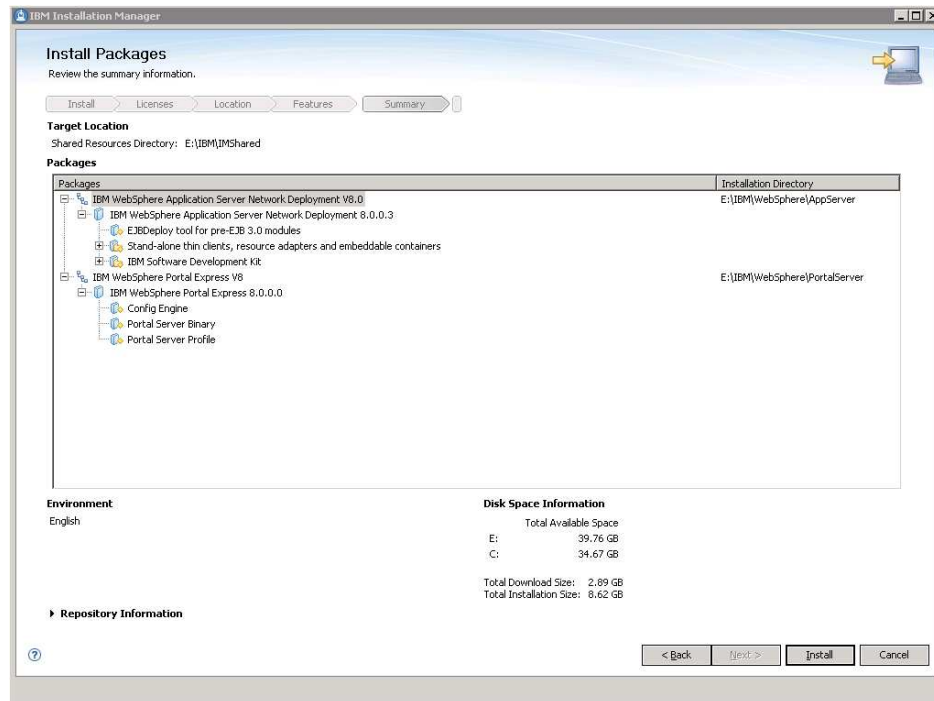 IBM Installation Manager
Install Packages
Review the summary information.
Install Licenses Location Features Summary
Target Location
Shared Resources Directory: E:\IBM\IMShared
Packages
Packages Installation Directory
IBM WebSphere Application Server Network Deployment V8.0 E:\IBM\WebSphere\AppServer
IBM WebSphere Application Server Network Deployment 8.0.0.3
EJBDeploy tool for pre-EJB 3.0 modules
Stand-alone thin clients, resource adapters and embeddable containers
IBM Software Development Kit
IBM WebSphere Portal Express V8 E:\IBM\WebSphere\PortalServer
IBM WebSphere Portal Express 8.0.0.0
Config Engine
Portal Server Binary
Portal Server Profile
Environment Disk Space Information
English Total Available Space
E: 39.76 GB
C: 34.67 GB
Total Download Size: 2.89 GB
Total Installation Size: 8.62 GB
Repository Information
? < Back Next > Install Cancel